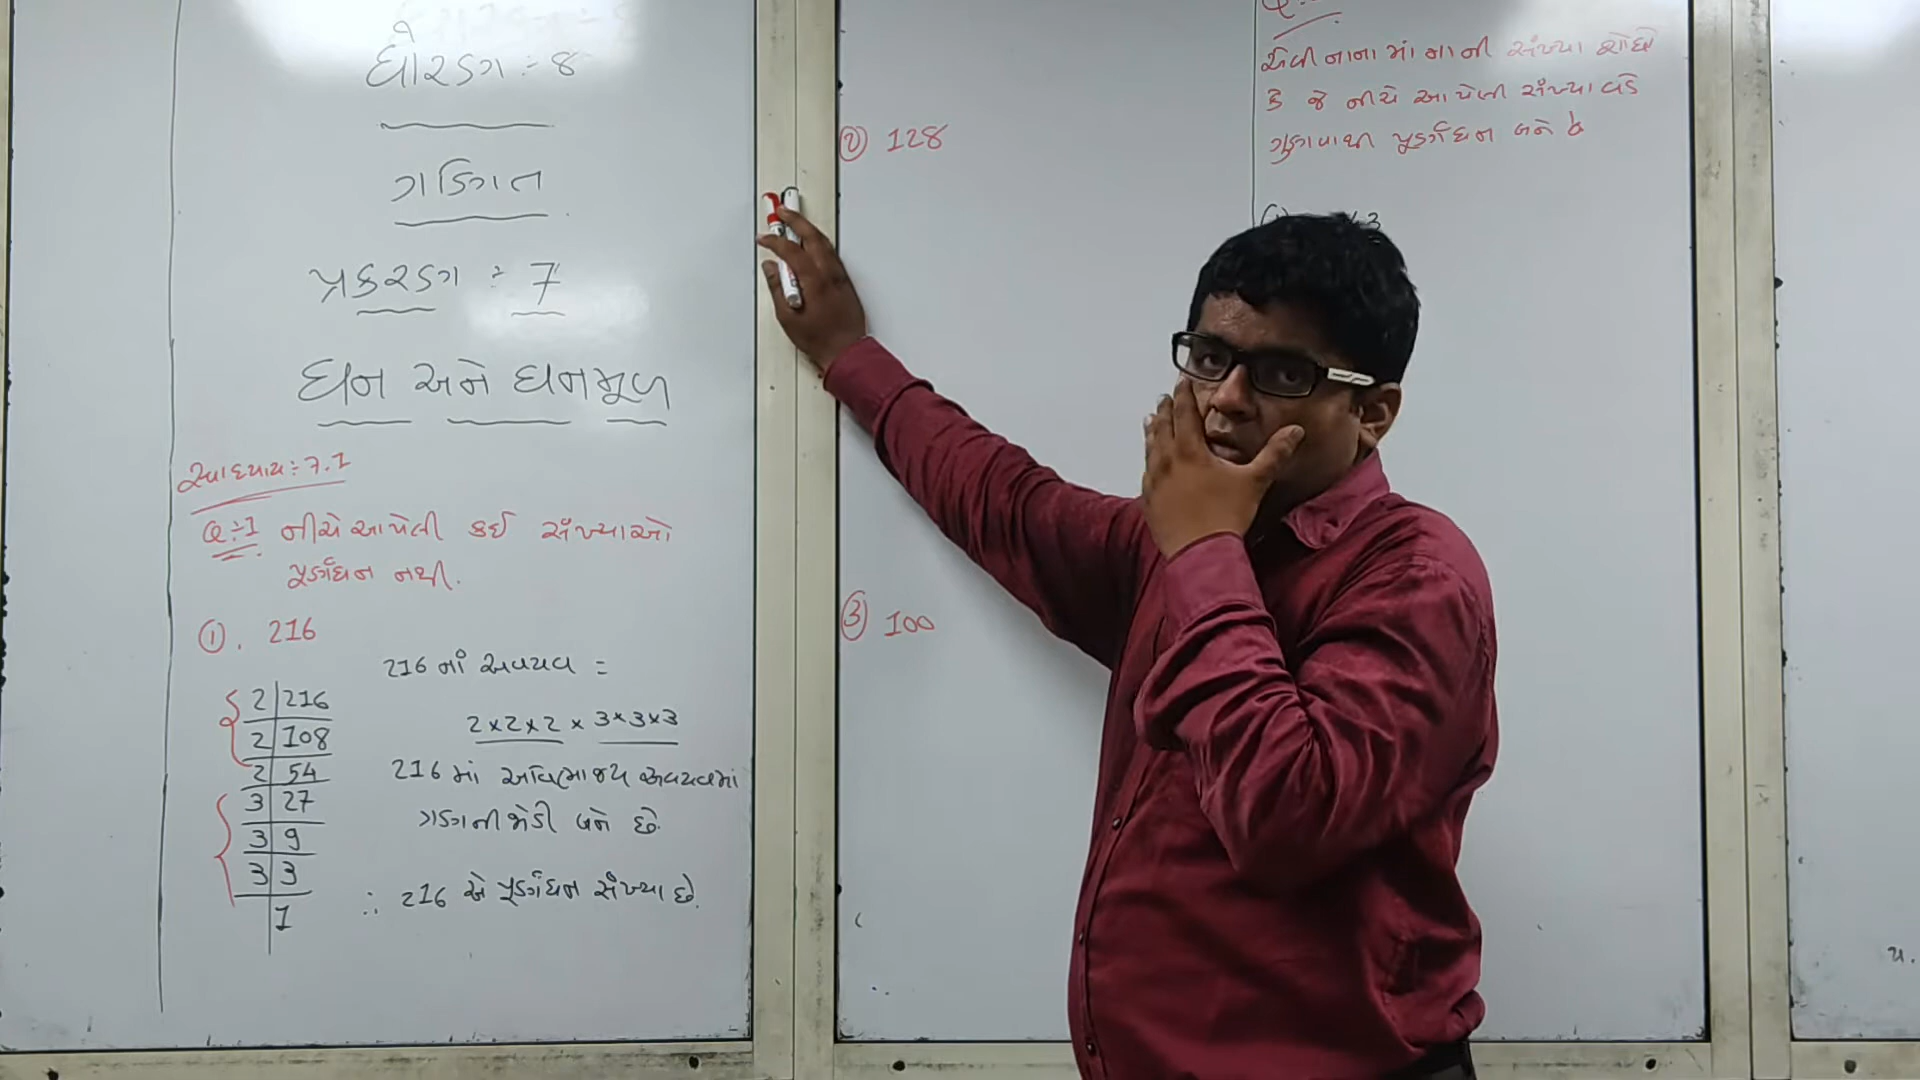 ધોરણ :- 8
ગણિત
પ્રકરણ :- 7
ઘન અને ઘનમૂળ
સ્વાધ્યાય :- 7.1
Q:-1 નીચે આપેલી કઈ સંખ્યાઓ
પૂર્ણઘન નથી.
① . 216
2 | 216
2 | 108
2 | 54
3 | 27
3 | 9
3 | 3
1
216 નાં અવયવ =
2×2×2 × 3×3×3
216 માં અવિભાજ્ય અવયવમાં
ત્રણની જોડી બને છે.
∴ 216 એ પૂર્ણઘન સંખ્યા છે.
② 128
③ 100
એવી નાનામાં નાની સંખ્યા શોધો
કે જે નીચે આપેલી સંખ્યા વડે
ગુણવાથી પૂર્ણઘન બને છે